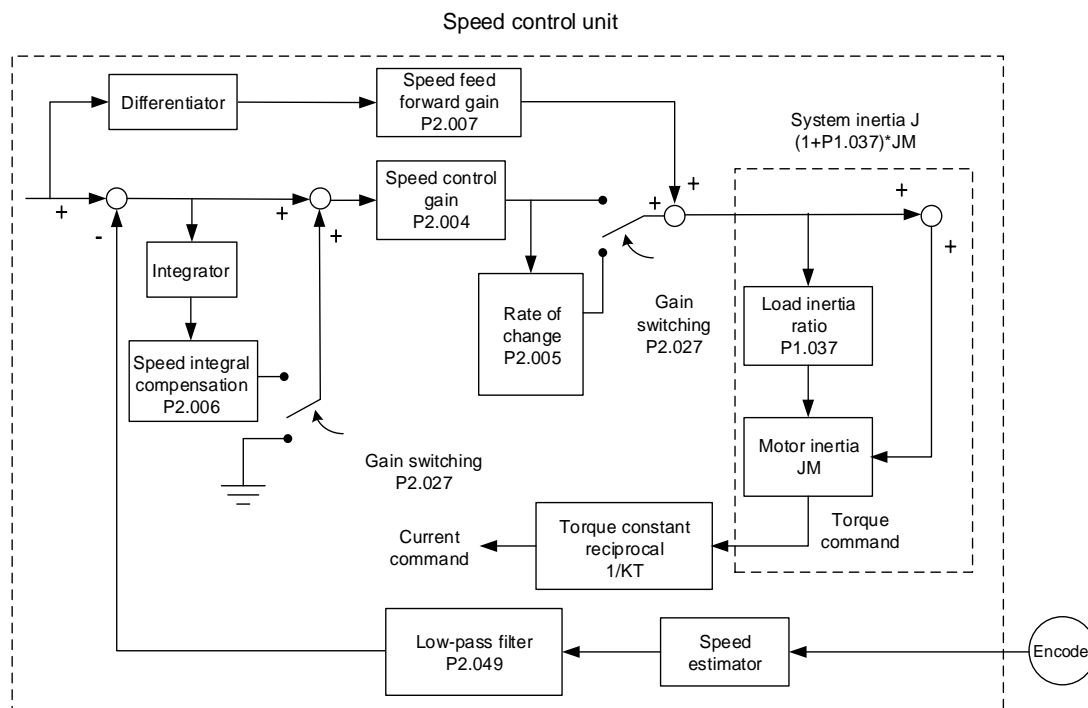 Speed control unit
Differentiator
Speed feed
forward gain
P2.007
System inertia J
(1+P1.037)*JM
Speed control
gain
P2.004
+
-
+
+
+
+
+
+
Integrator
Rate of
change
P2.005
Gain
switching
P2.027
Load inertia
ratio
P1.037
Speed integral
compensation
P2.006
Gain switching
P2.027
Motor inertia
JM
Current
command
Torque constant
reciprocal
1/KT
Torque
command
Low-pass filter
P2.049
Speed
estimator
Encode